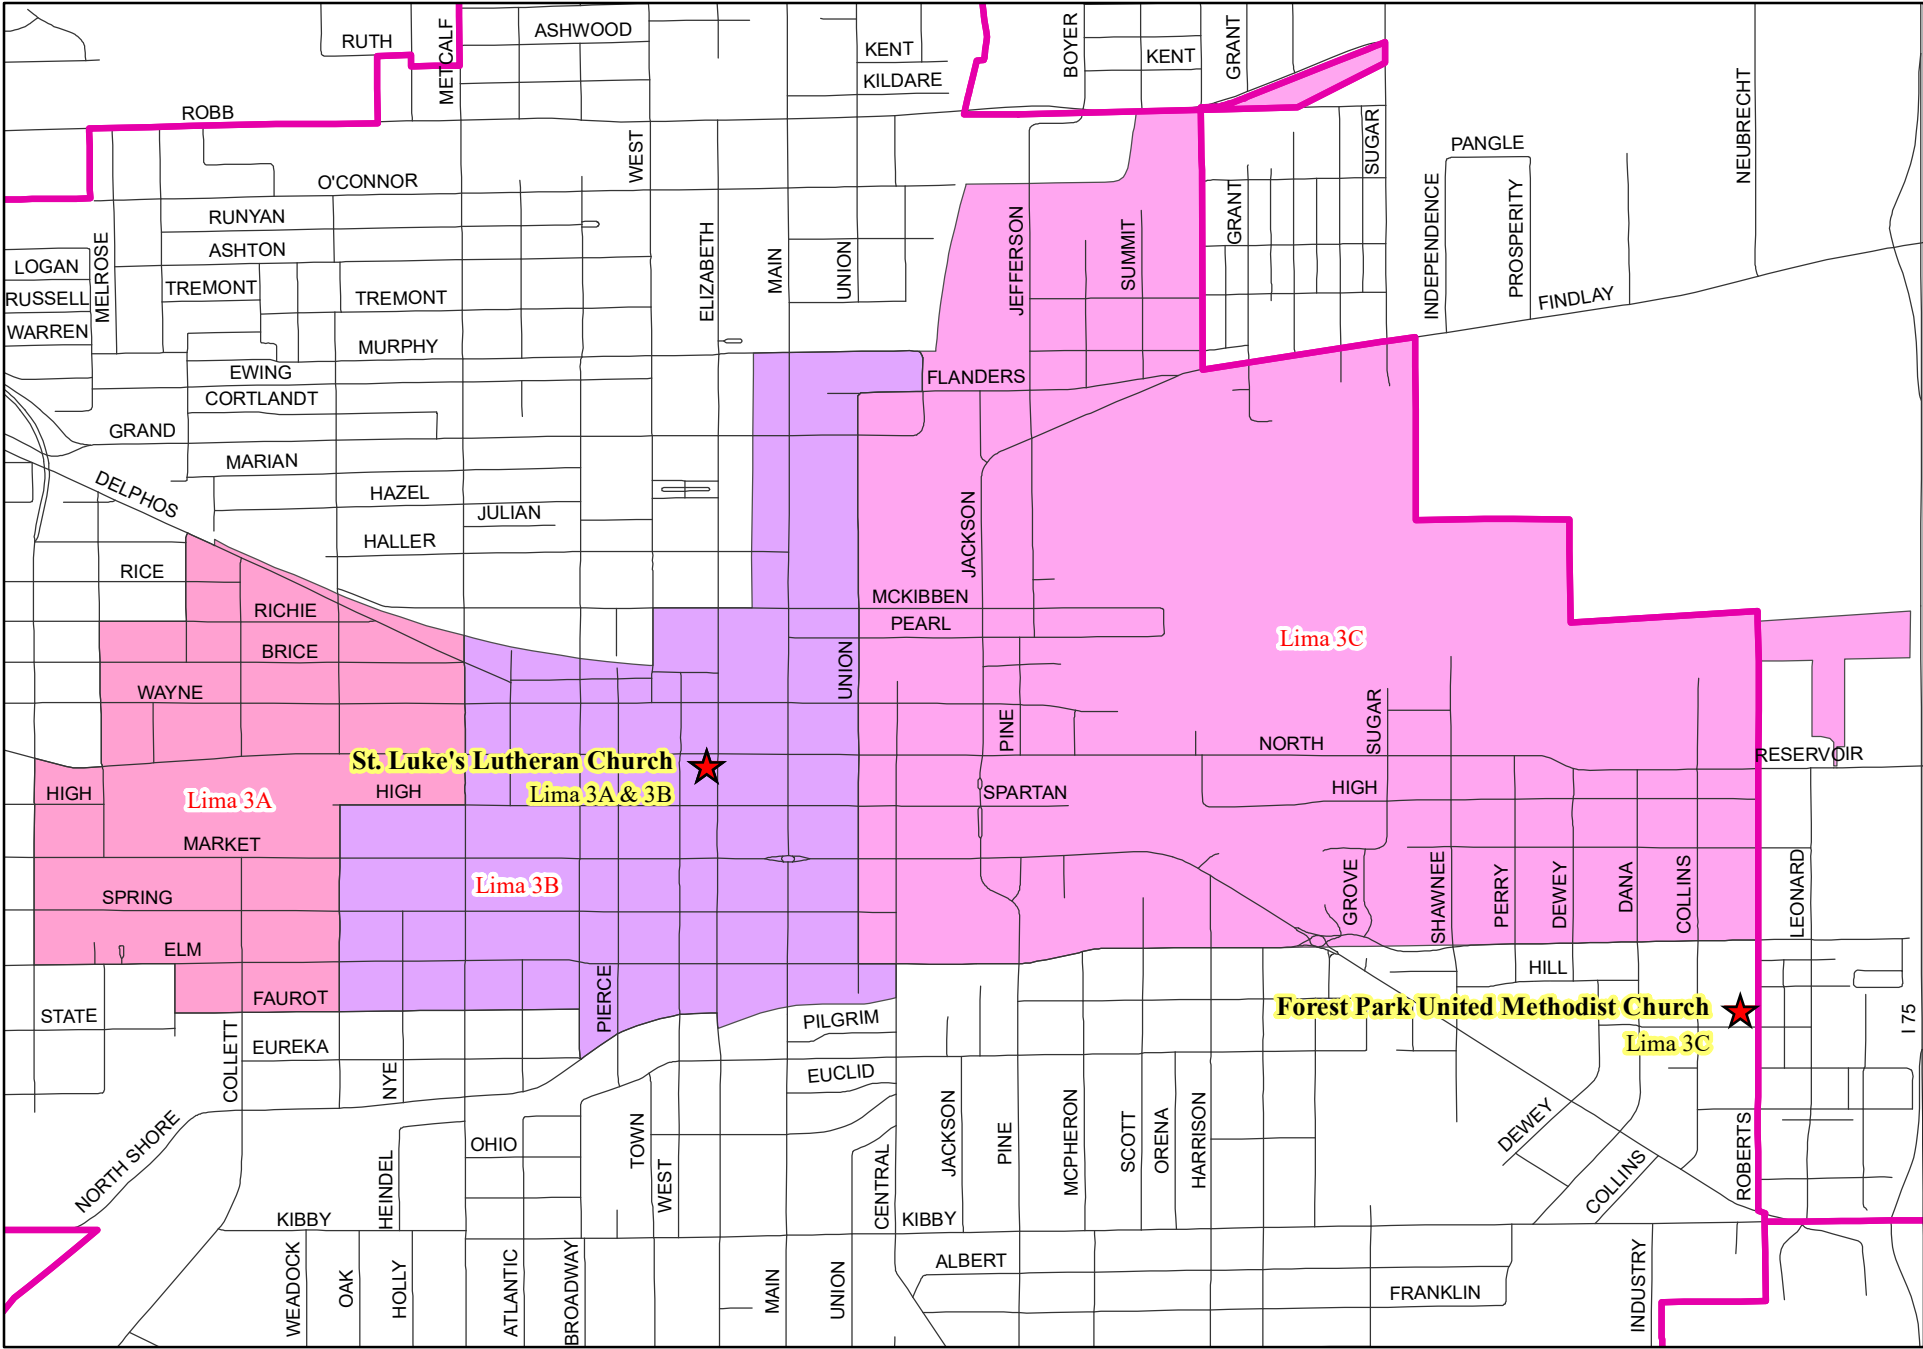 RUTH
METCALF
ASHWOOD
KENT
KILDARE
BOYER
KENT
GRANT
ROBB
NEUBRECHT
SUGAR
PANGLE
WEST
O'CONNOR
RUNYAN
ASHTON
MELROSE
LOGAN
RUSSELL
WARREN
TREMONT
TREMONT
MURPHY
EWING
CORTLANDT
GRAND
MARIAN
HAZEL
JULIAN
HALLER
DELPHOS
ELIZABETH
MAIN
UNION
JEFFERSON
SUMMIT
GRANT
INDEPENDENCE
PROSPERITY
FINDLAY
FLANDERS
JACKSON
RICE
RICHIE
BRICE
WAYNE
MCKIBBEN
PEARL
UNION
Lima 3C
PINE
SUGAR
NORTH
RESERVOIR
St. Luke's Lutheran Church
Lima 3A & 3B
HIGH
Lima 3A
HIGH
SPARTAN
HIGH
MARKET
Lima 3B
SPRING
ELM
GROVE
SHAWNEE
PERRY
DEWEY
DANA
COLLINS
LEONARD
HILL
FAUROT
STATE
PIERCE
PILGRIM
Forest Park United Methodist Church
Lima 3C
I 75
COLLETT
EUREKA
NYE
EUCLID
NORTH SHORE
HEINDEL
OHIO
TOWN
WEST
CENTRAL
JACKSON
PINE
MCPHERON
SCOTT
ORENA
HARRISON
DEWEY
COLLINS
ROBERTS
KIBBY
KIBBY
WEADOCK
OAK
HOLLY
ATLANTIC
BROADWAY
MAIN
UNION
ALBERT
FRANKLIN
INDUSTRY